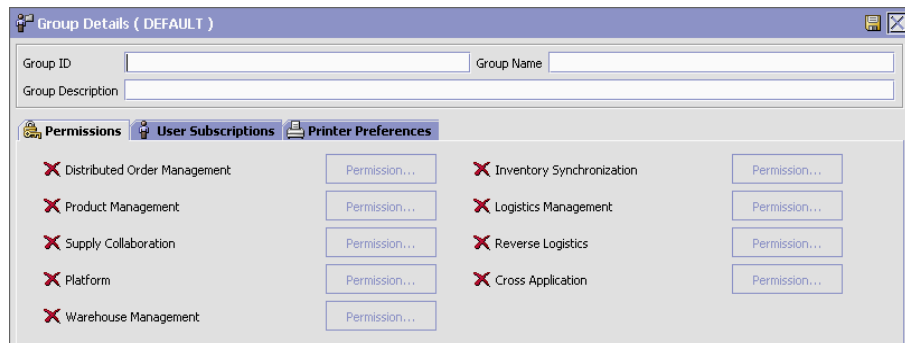 Group Details ( DEFAULT )
Group ID Group Name
Group Description
Permissions User Subscriptions Printer Preferences
Distributed Order Management Permission... Inventory Synchronization Permission...
Product Management Permission... Logistics Management Permission...
Supply Collaboration Permission... Reverse Logistics Permission...
Platform Permission... Cross Application Permission...
Warehouse Management Permission...